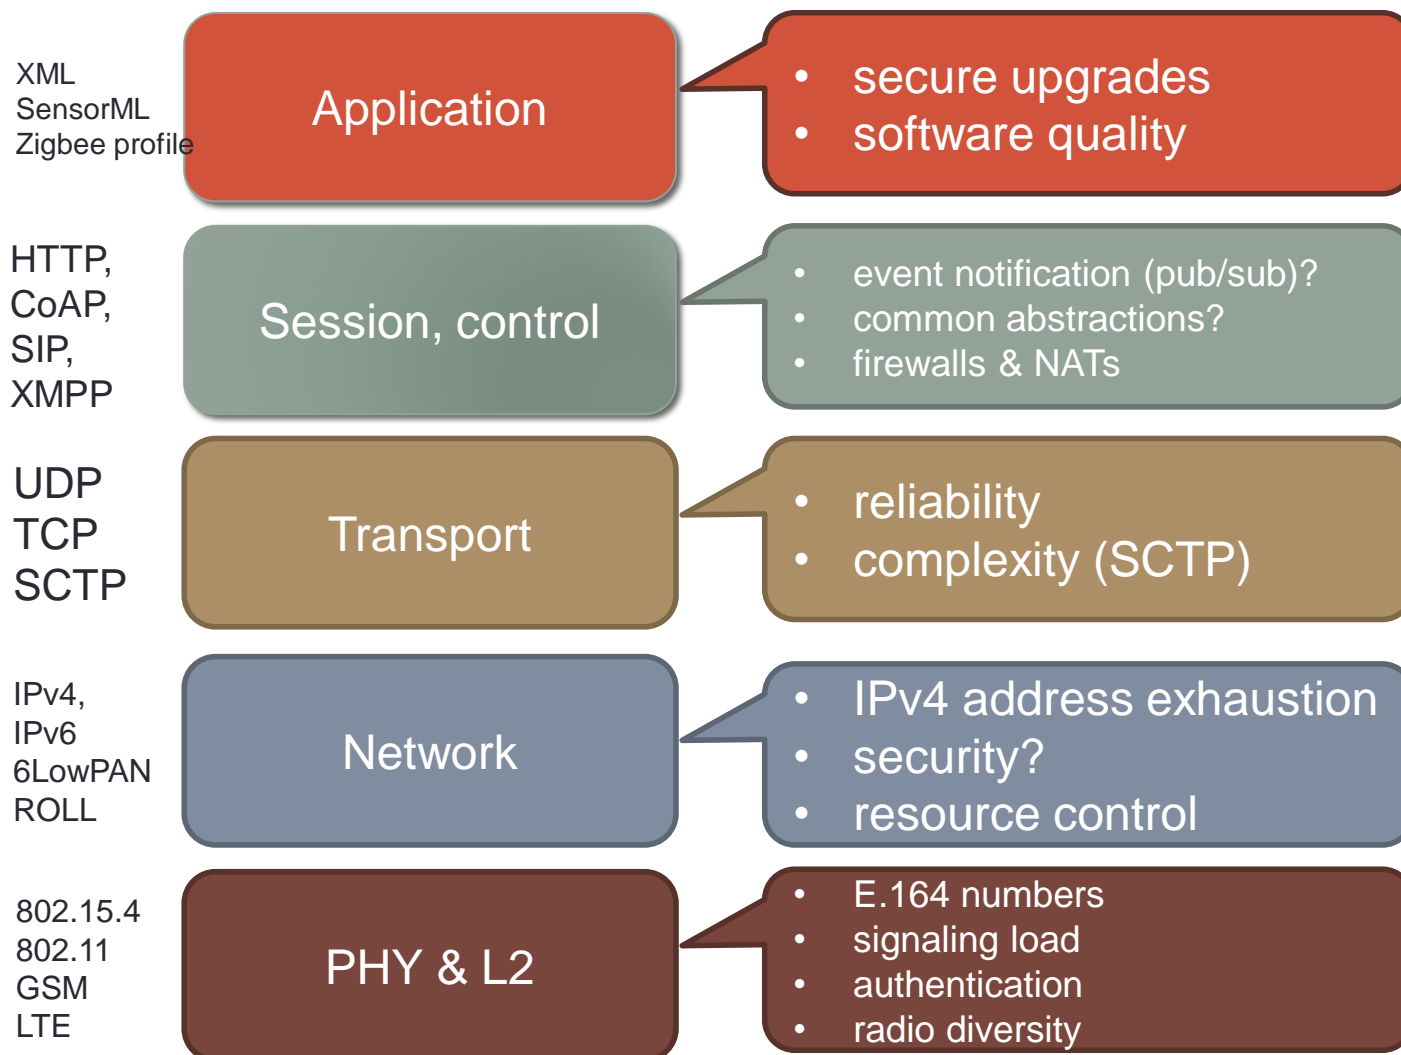 XML
SensorML
Zigbee profile
Application
• secure upgrades
• software quality
HTTP,
CoAP,
SIP,
XMPP
Session, control
• event notification (pub/sub)?
• common abstractions?
• firewalls & NATs
UDP
TCP
SCTP
Transport
• reliability
• complexity (SCTP)
IPv4,
IPv6
6LowPAN
ROLL
Network
• IPv4 address exhaustion
• security?
• resource control
802.15.4
802.11
GSM
LTE
PHY & L2
• E.164 numbers
• signaling load
• authentication
• radio diversity